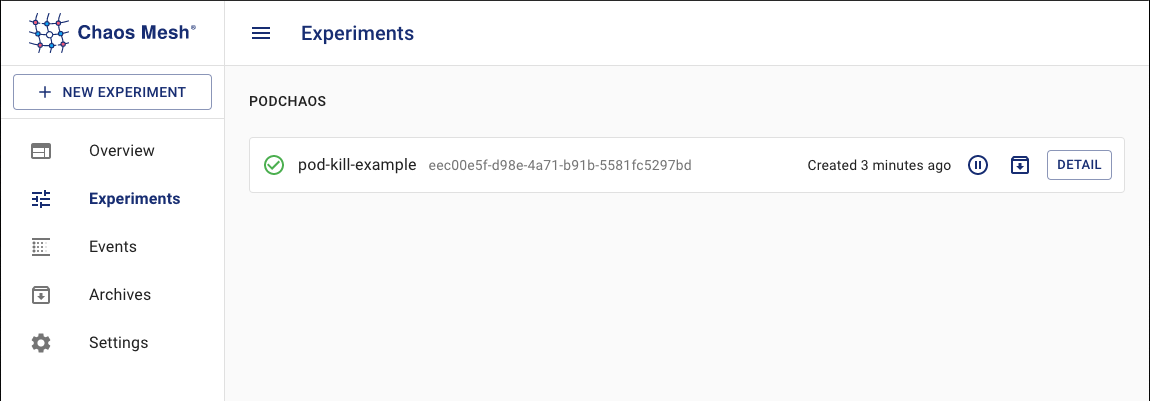 Chaos Mesh®
Experiments
NEW EXPERIMENT
Overview
Experiments
Events
Archives
Settings
PODCHAOS
pod-kill-example eec00e5f-d98e-4a71-b91b-5581fc5297bd Created 3 minutes ago DETAIL